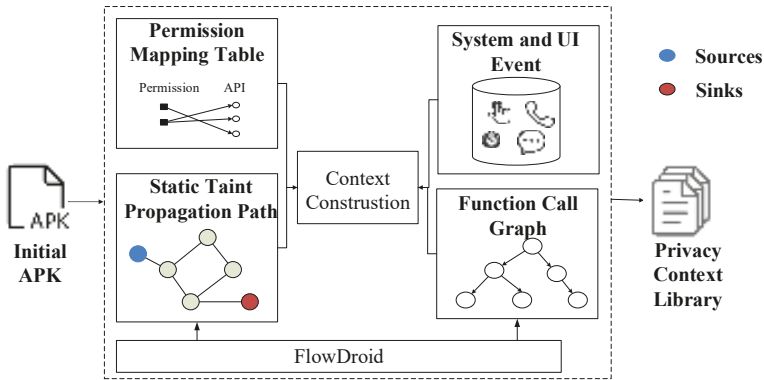 Permission
Mapping Table
Permission
API
System and UI
Event
Sources
Sinks
APK
Initial
APK
Static Taint
Propagation Path
Context
Construstion
Function Call
Graph
Privacy
Context
Library
FlowDroid